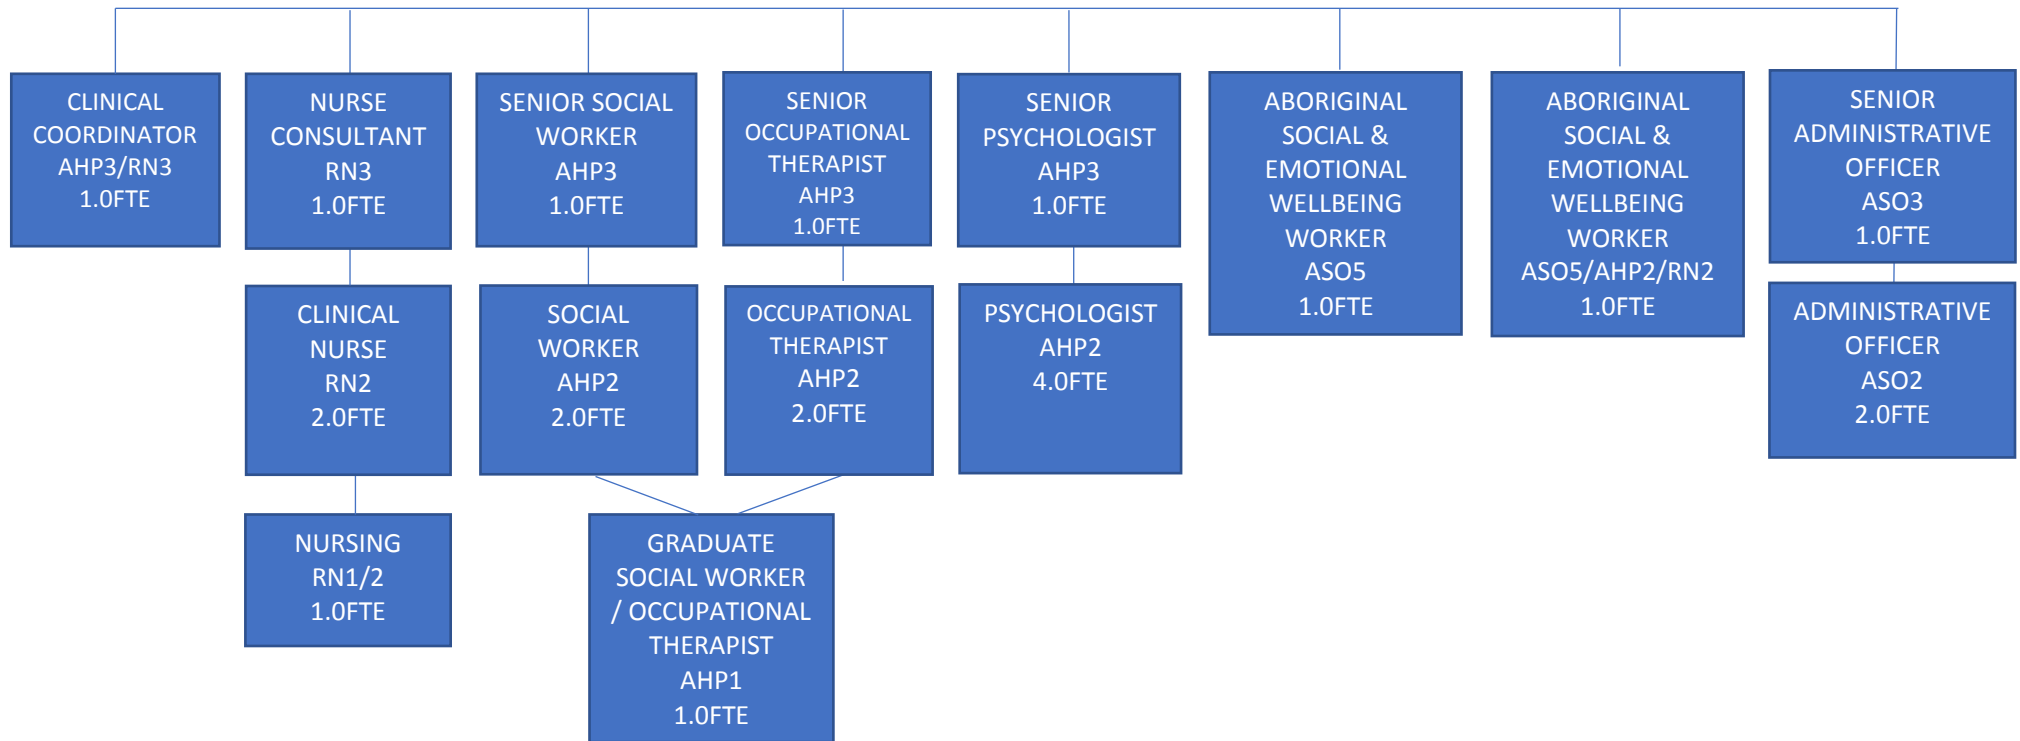 CLINICAL
COORDINATOR
AHP3/RN3
1.0FTE
NURSE
CONSULTANT
RN3
1.0FTE
SENIOR SOCIAL
WORKER
AHP3
1.0FTE
SENIOR
OCCUPATIONAL
THERAPIST
AHP3
1.0FTE
SENIOR
PSYCHOLOGIST
AHP3
1.0FTE
ABORIGINAL
SOCIAL &
EMOTIONAL
WELLBEING
WORKER
ASO5
1.0FTE
ABORIGINAL
SOCIAL &
EMOTIONAL
WELLBEING
WORKER
ASO5/AHP2/RN2
1.0FTE
SENIOR
ADMINISTRATIVE
OFFICER
ASO3
1.0FTE
CLINICAL
NURSE
RN2
2.0FTE
SOCIAL
WORKER
AHP2
2.0FTE
OCCUPATIONAL
THERAPIST
AHP2
2.0FTE
PSYCHOLOGIST
AHP2
4.0FTE
ADMINISTRATIVE
OFFICER
ASO2
2.0FTE
NURSING
RN1/2
1.0FTE
GRADUATE
SOCIAL WORKER
/ OCCUPATIONAL
THERAPIST
AHP1
1.0FTE